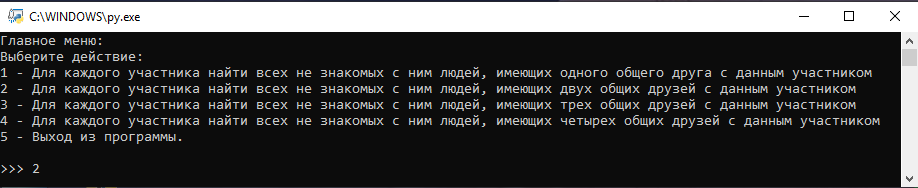 C:\WINDOWS\py.exe
Главное меню:
Выберите действие:
1 - Для каждого участника найти всех не знакомых с ним людей, имеющих одного общего друга с данным участником
2 - Для каждого участника найти всех не знакомых с ним людей, имеющих двух общих друзей с данным участником
3 - Для каждого участника найти всех не знакомых с ним людей, имеющих трех общих друзей с данным участником
4 - Для каждого участника найти всех не знакомых с ним людей, имеющих четырех общих друзей с данным участником
5 - Выход из программы.
>>> 2